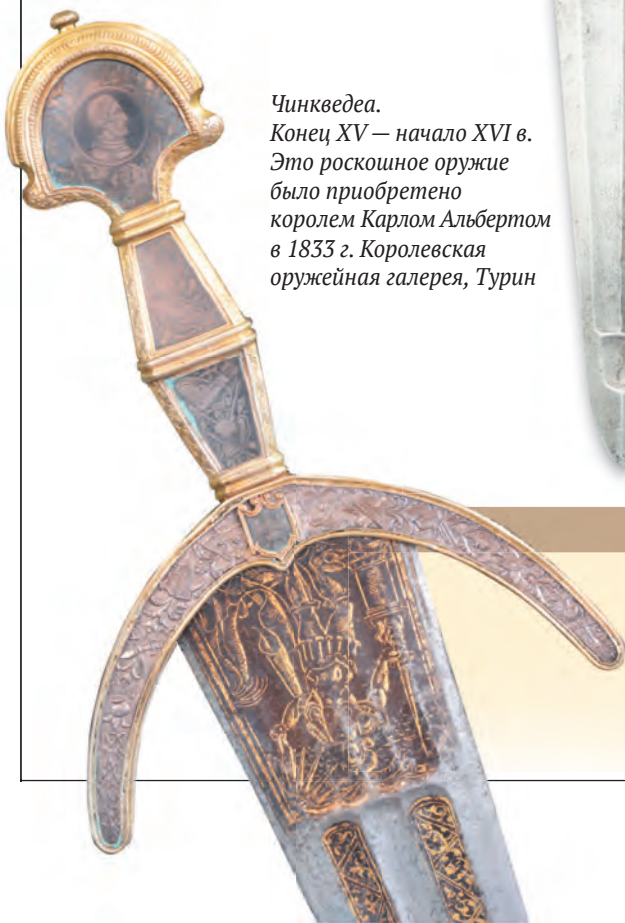 Чинкведеа.
Конец XV — начало XVI в.
Это роскошное оружие
было приобретено
королем Карлом Альбертом
в 1833 г. Королевская
оружейная галерея, Турин